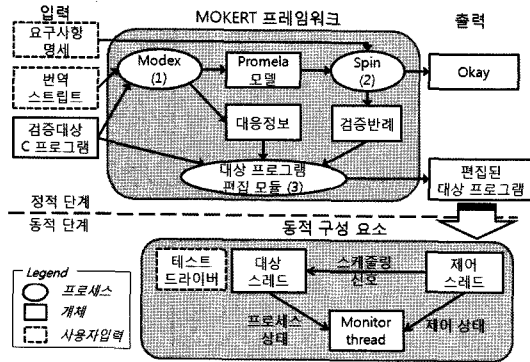 입력
MOKERT 프레임워크
출력
요구사항
명세
번역
스트립트
검증대상
C 프로그램
Modex
(1)
Promela
모델
Spin
(2)
Okay
대응정보
검증반례
대상 프로그램
편집 모듈 (3)
편집된
대상 프로그램
정적 단계
동적 단계
동적 구성 요소
테스트
드라이버
대상
스레드
스케줄링
신호
제어
스레드
프로세스
상태
Monitor
thread
제어 상태
Legend
프로세스
개체
사용자입력